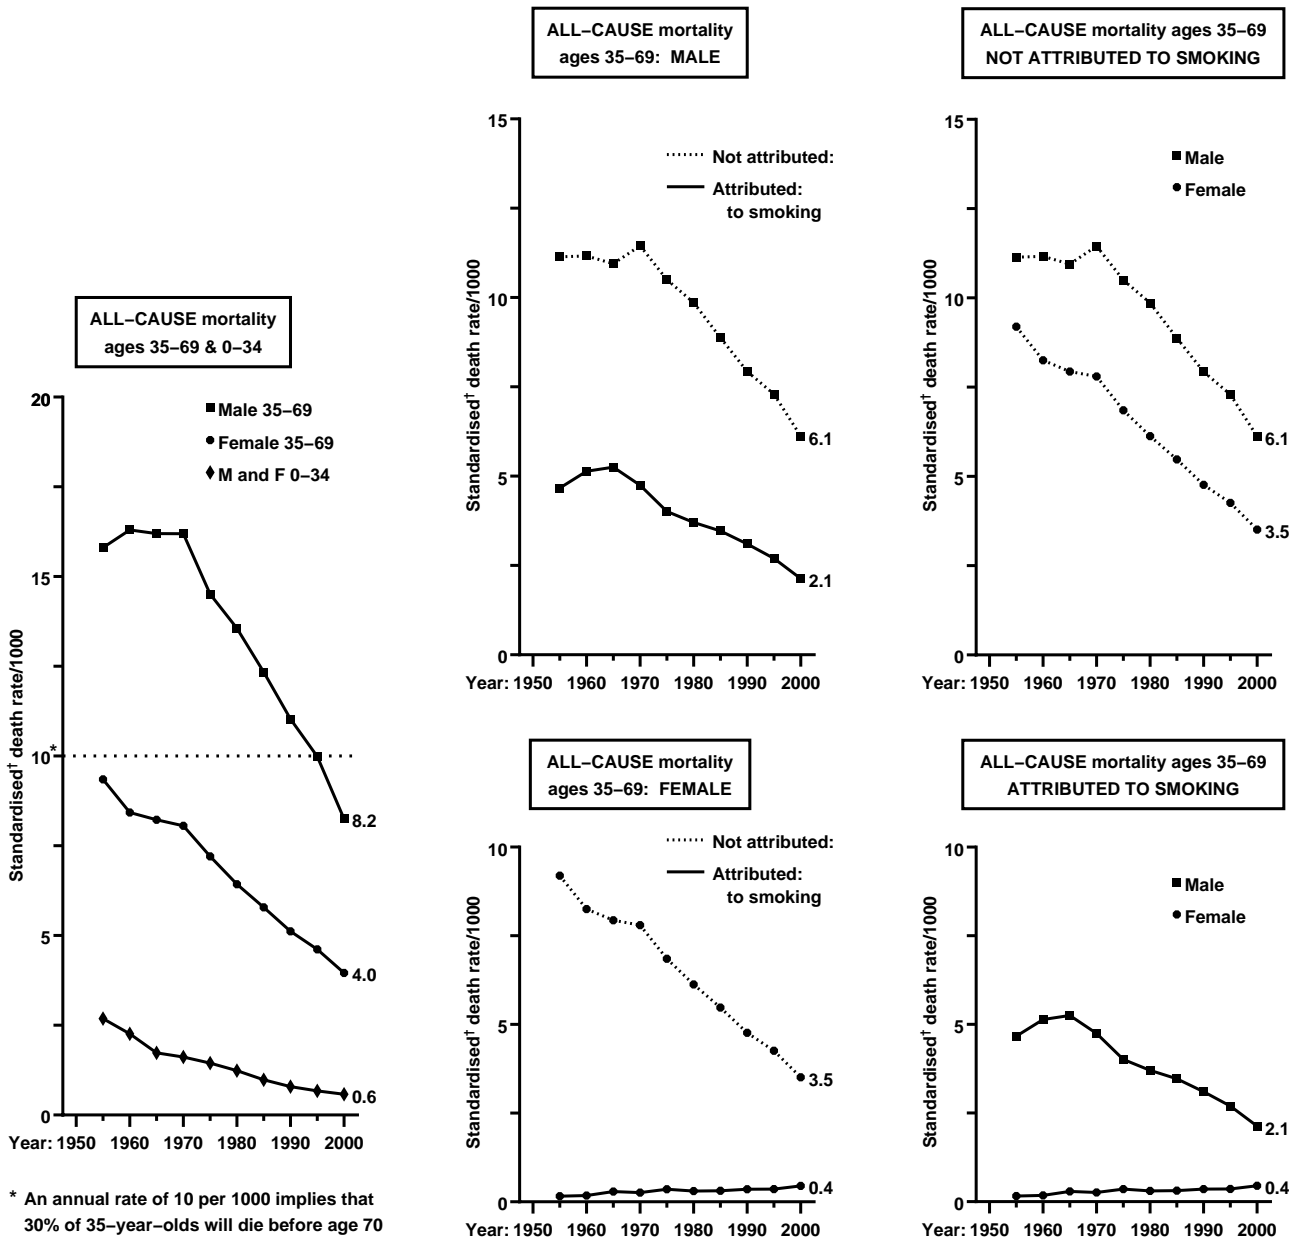 ALL−CAUSE mortality
ages 35−69 & 0−34
Male 35−69
Female 35−69
M and F 0−34
Standardised† death rate/1000
20
15
10*
5
0
8.2
4.0
0.6
Year: 1950 1960 1970 1980 1990 2000
* An annual rate of 10 per 1000 implies that
30% of 35−year−olds will die before age 70
ALL−CAUSE mortality
ages 35−69: MALE
Not attributed:
Attributed:
to smoking
Standardised† death rate/1000
15
10
5
0
6.1
2.1
Year: 1950 1960 1970 1980 1990 2000
ALL−CAUSE mortality ages 35−69
NOT ATTRIBUTED TO SMOKING
Male
Female
Standardised† death rate/1000
15
10
5
0
6.1
3.5
Year: 1950 1960 1970 1980 1990 2000
ALL−CAUSE mortality
ages 35−69: FEMALE
Not attributed:
Attributed:
to smoking
Standardised† death rate/1000
10
5
0
3.5
0.4
Year: 1950 1960 1970 1980 1990 2000
ALL−CAUSE mortality ages 35−69
ATTRIBUTED TO SMOKING
Male
Female
Standardised† death rate/1000
10
5
0
2.1
0.4
Year: 1950 1960 1970 1980 1990 2000